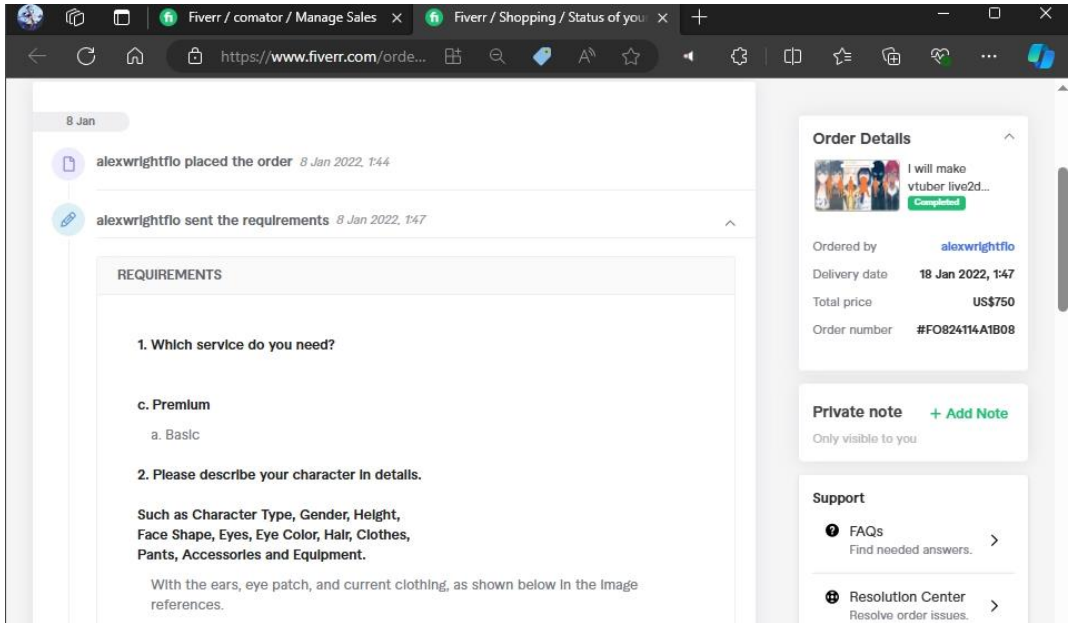 Fiverr / comator / Manage Sales
Fiverr / Shopping / Status of you
https://www.fiverr.com/orde...
8 Jan
alexwrightflo placed the order 8 Jan 2022, 1:44
alexwrightflo sent the requirements 8 Jan 2022, 1:47
REQUIREMENTS
1. Which service do you need?
c. Premium
a. Basic
2. Please describe your character in details.
Such as Character Type, Gender, Height,
Face Shape, Eyes, Eye Color, Hair, Clothes,
Pants, Accessories and Equipment.
With the ears, eye patch, and current clothing, as shown below in the image
references.
Order Details
I will make
vtuber live2d...
Completed
Ordered by alexwrightflo
Delivery date 18 Jan 2022, 1:47
Total price US$750
Order number #FO824114A1B08
Private note + Add Note
Only visible to you
Support
FAQs
Find needed answers.
Resolution Center
Resolve order issues.